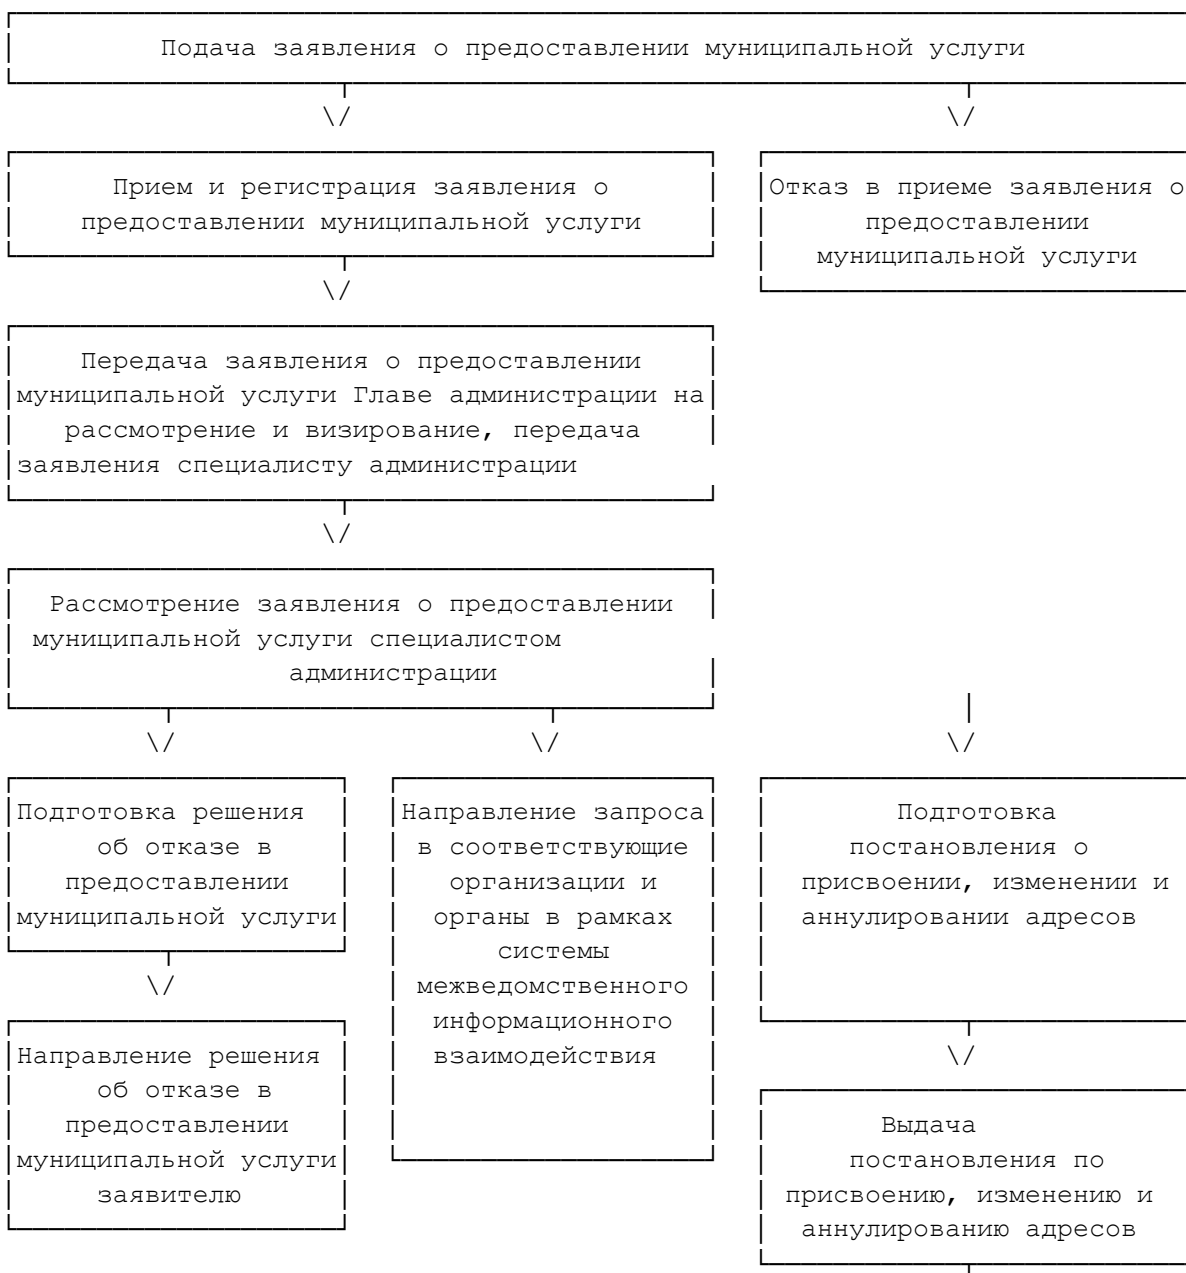 Подача заявления о предоставлении муниципальной услуги
Прием и регистрация заявления о
предоставлении муниципальной услуги
Отказ в приеме заявления о
предоставлении
муниципальной услуги
Передача заявления о предоставлении
муниципальной услуги Главе администрации на
рассмотрение и визирование, передача
заявления специалисту администрации
Рассмотрение заявления о предоставлении
муниципальной услуги специалистом
администрации
Подготовка решения
об отказе в
предоставлении
муниципальной услуги
Направление решения
об отказе в
предоставлении
муниципальной услуги
заявителю
Направление запроса
в соответствующие
организации и
органы в рамках
системы
межведомственного
информационного
взаимодействия
Подготовка
постановления о
присвоении, изменении и
аннулировании адресов
Выдача
постановления по
присвоению, изменению и
аннулированию адресов